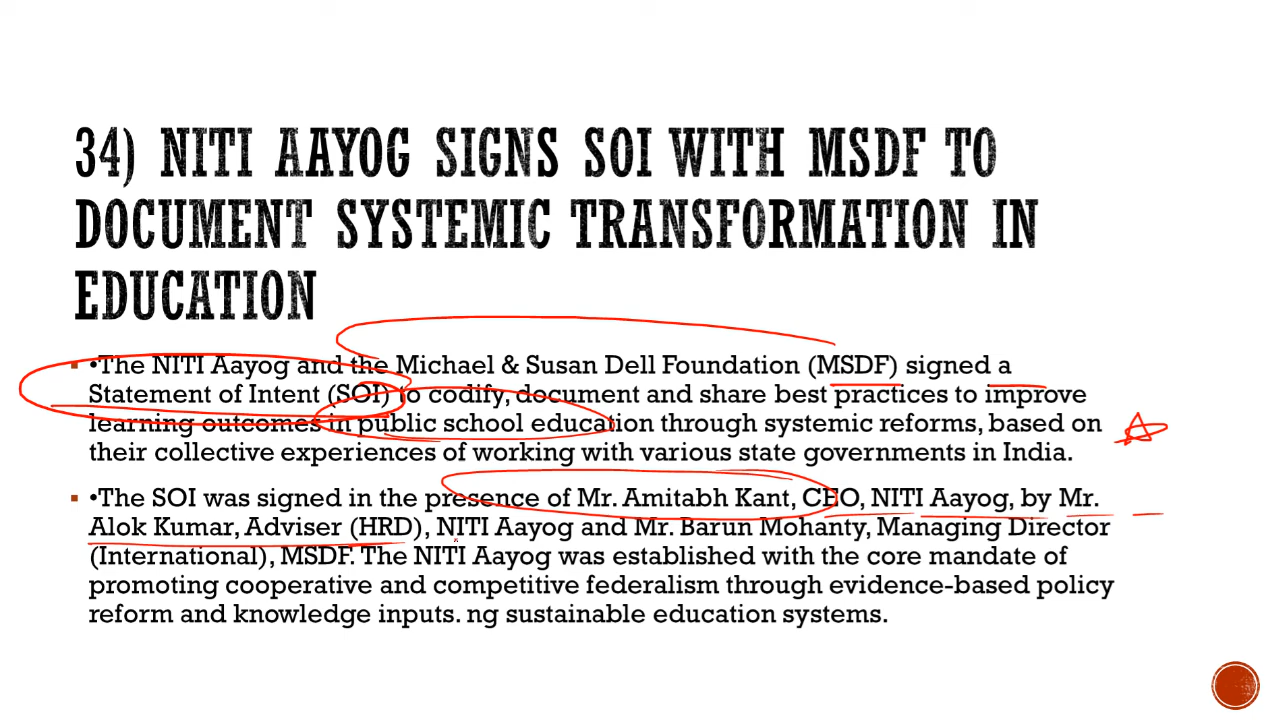 34) NITI AAYOG SIGNS SOI WITH MSDF TO
DOCUMENT SYSTEMIC TRANSFORMATION IN
EDUCATION
•The NITI Aayog and the Michael & Susan Dell Foundation (MSDF) signed a
Statement of Intent (SOI) to codify, document and share best practices to improve
learning outcomes in public school education through systemic reforms, based on
their collective experiences of working with various state governments in India.
•The SOI was signed in the presence of Mr. Amitabh Kant, CEO, NITI Aayog, by Mr.
Alok Kumar, Adviser (HRD), NITI Aayog and Mr. Barun Mohanty, Managing Director
(International), MSDF. The NITI Aayog was established with the core mandate of
promoting cooperative and competitive federalism through evidence-based policy
reform and knowledge inputs. ng sustainable education systems.